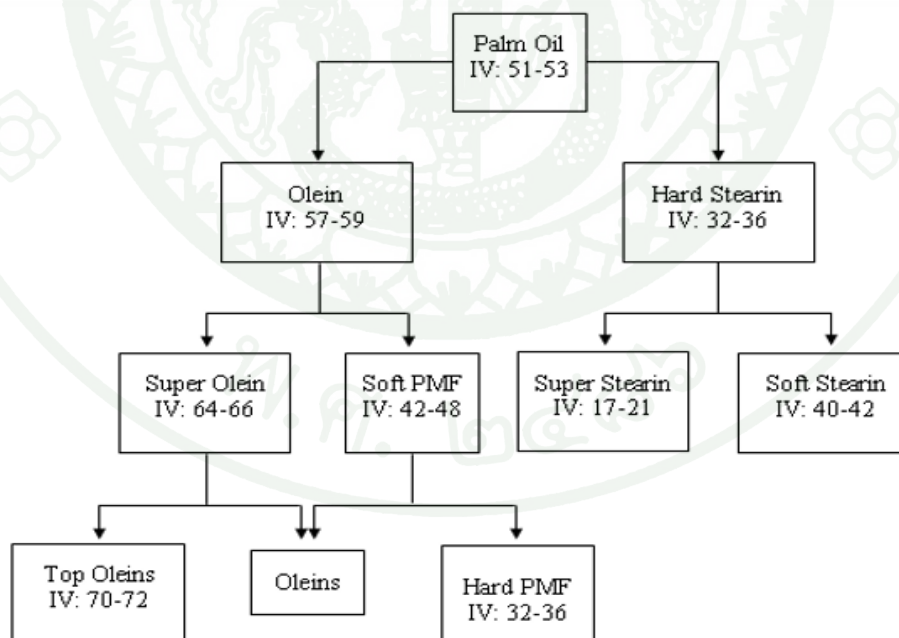 Palm Oil
IV: 51-53
Olein
IV: 57-59
Hard Stearin
IV: 32-36
Super Olein
IV: 64-66
Soft PMF
IV: 42-48
Super Stearin
IV: 17-21
Soft Stearin
IV: 40-42
Top Oleins
IV: 70-72
Oleins
Hard PMF
IV: 32-36